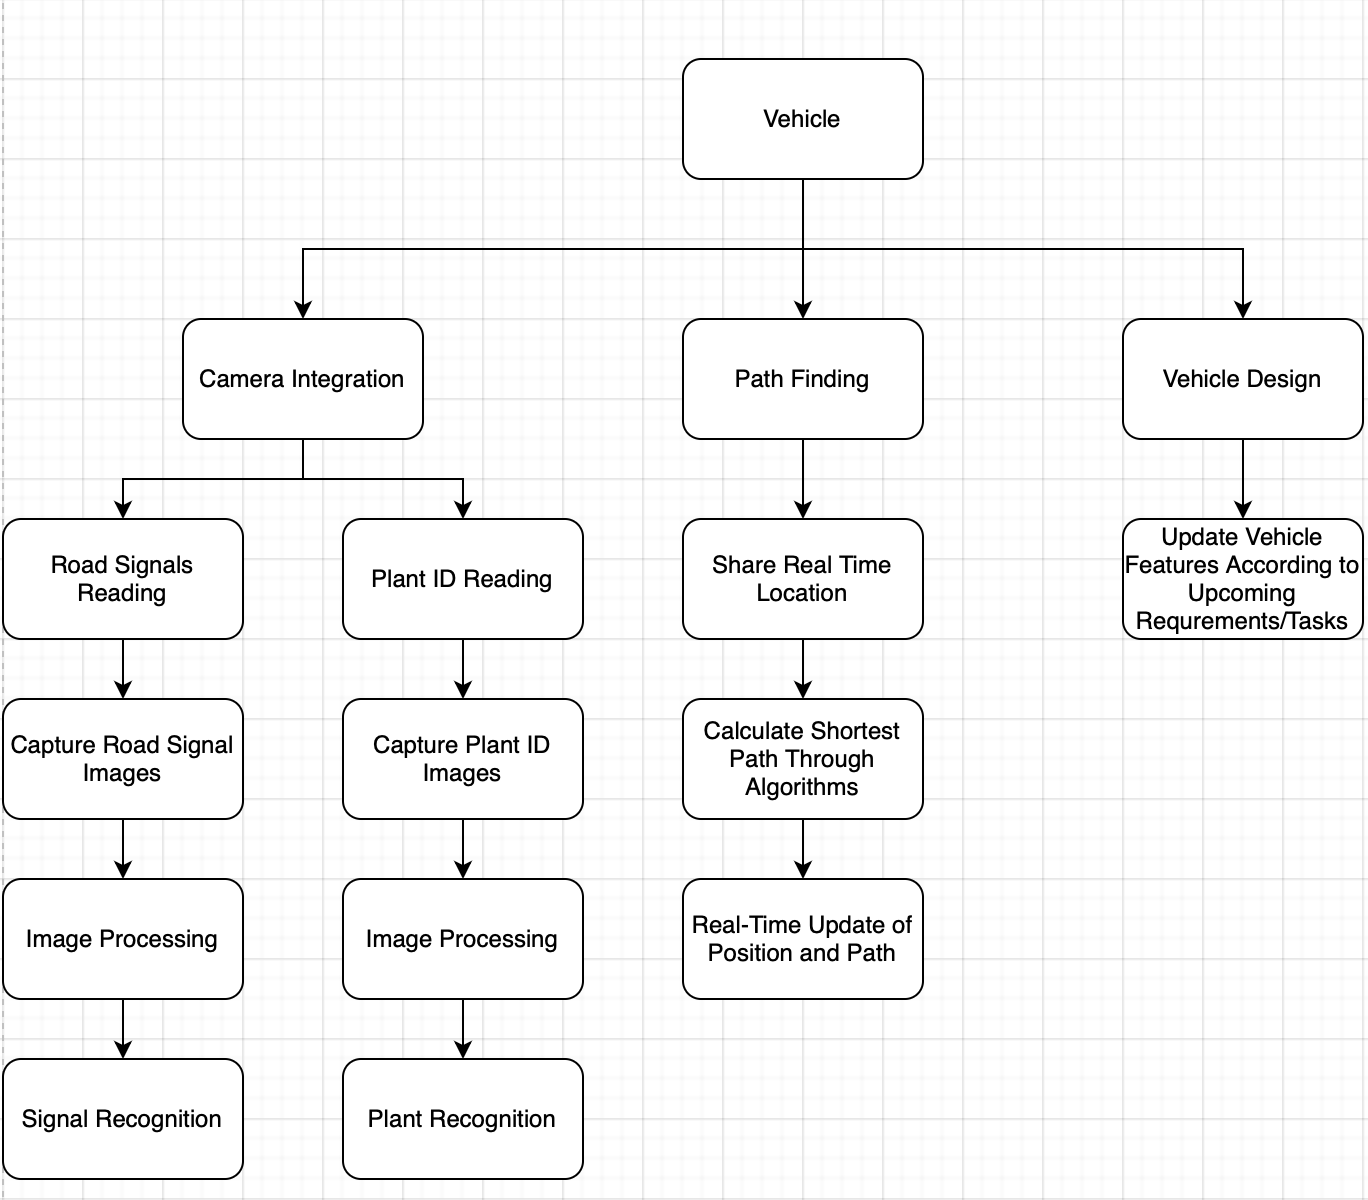 Vehicle
Camera Integration
Path Finding
Vehicle Design
Road Signals
Reading
Plant ID Reading
Share Real Time
Location
Update Vehicle
Features According to
Upcoming
Requrements/Tasks
Capture Road Signal
Images
Capture Plant ID
Images
Calculate Shortest
Path Through
Algorithms
Image Processing
Image Processing
Real-Time Update of
Position and Path
Signal Recognition
Plant Recognition